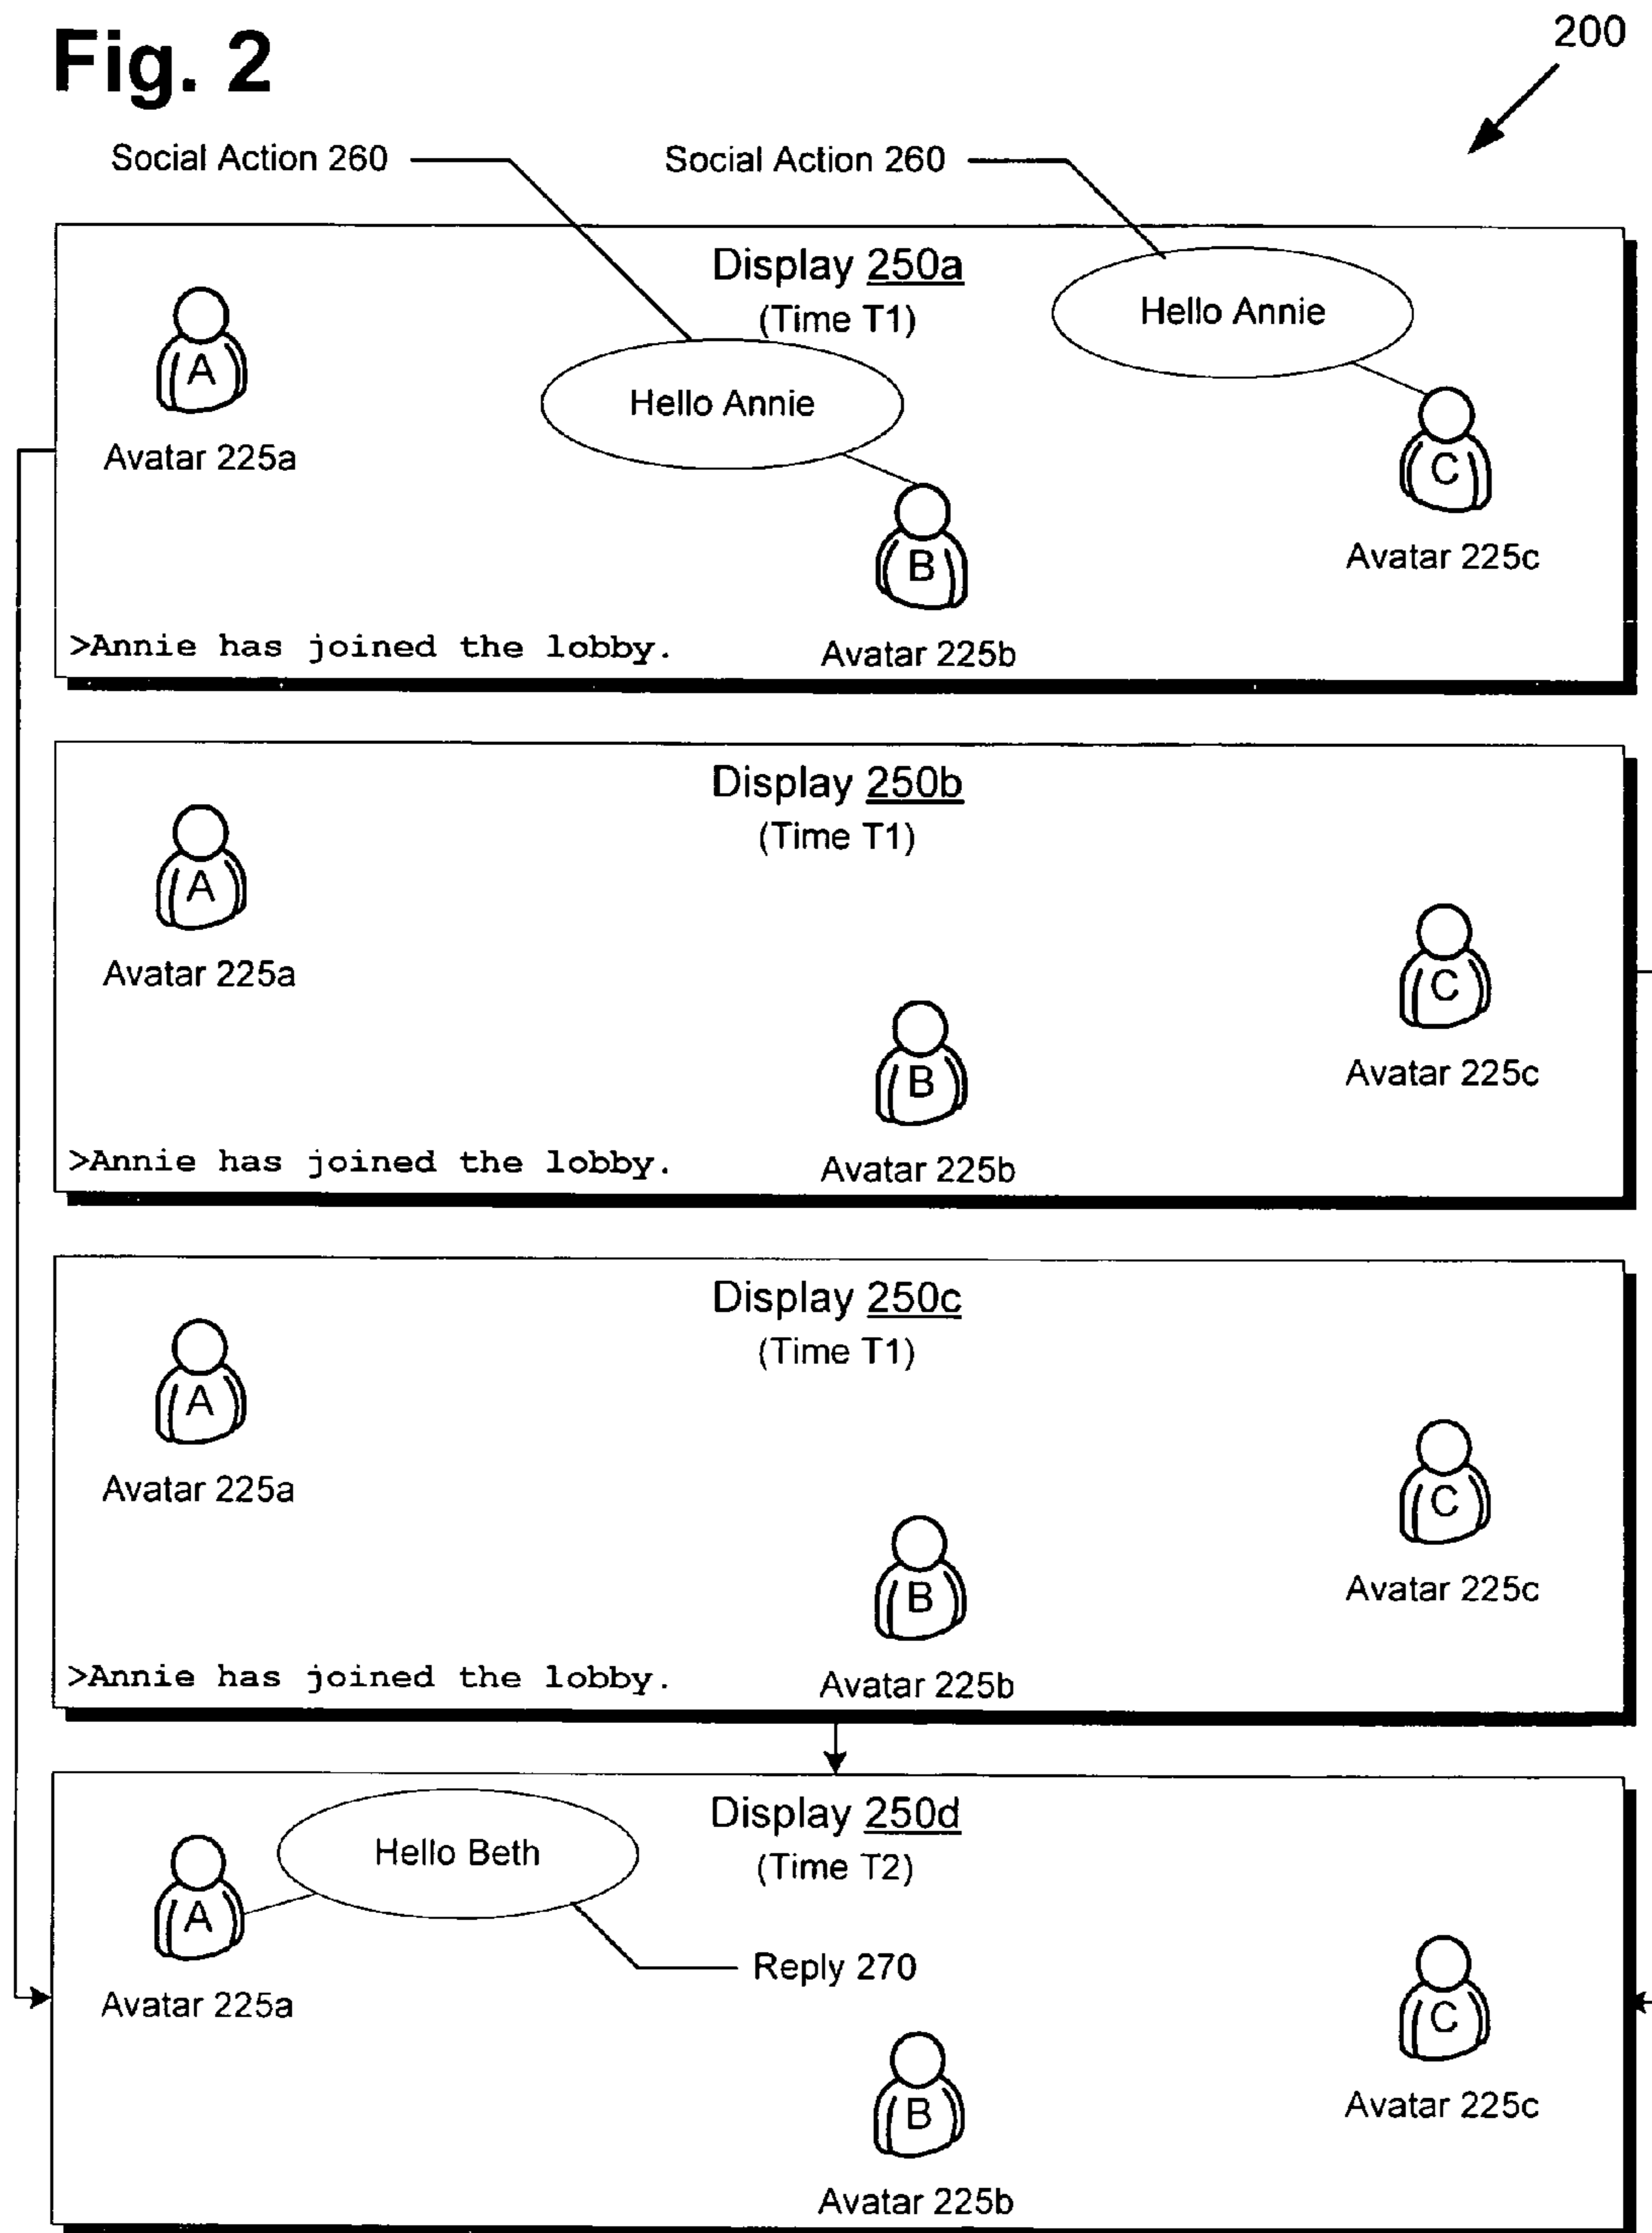 Fig. 2
200
Social Action 260
Social Action 260
Display 250a
(Time T1)
Hello Annie
Hello Annie
A
Avatar 225a
C
Avatar 225c
B
Avatar 225b
>Annie has joined the lobby.
Display 250b
(Time T1)
A
Avatar 225a
C
Avatar 225c
B
Avatar 225b
>Annie has joined the lobby.
Display 250c
(Time T1)
A
Avatar 225a
C
Avatar 225c
B
Avatar 225b
>Annie has joined the lobby.
Display 250d
(Time T2)
Hello Beth
A
Avatar 225a
Reply 270
C
Avatar 225c
B
Avatar 225b